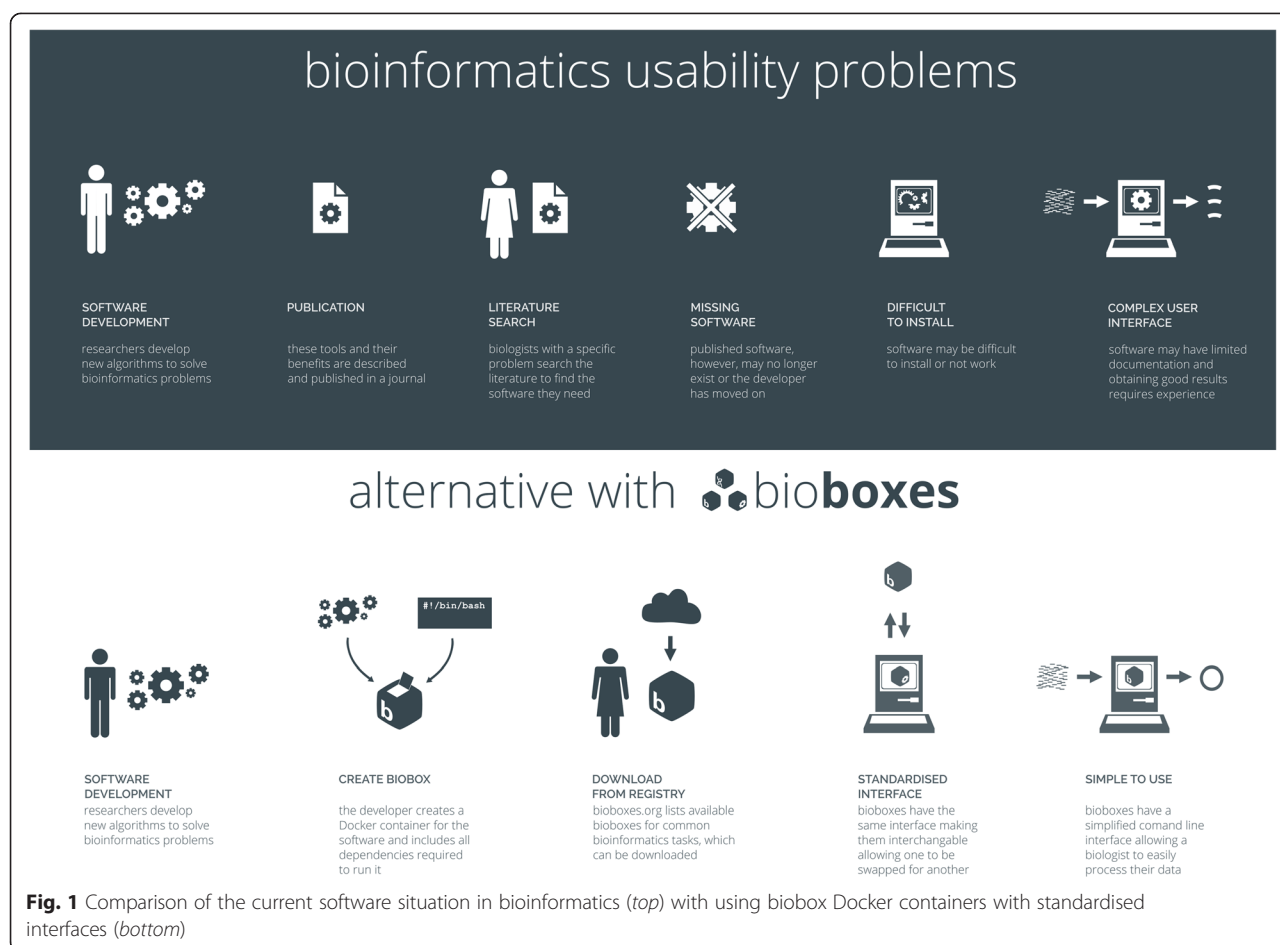 bioinformatics usability problems
SOFTWARE
DEVELOPMENT
researchers develop
new algorithms to solve
bioinformatics problems
PUBLICATION
these tools and their
benefits are described
and published in a journal
LITERATURE
SEARCH
biologists with a specific
problem search the
literature to find the
software they need
MISSING
SOFTWARE
published software,
however, may no longer
exist or the developer
has moved on
DIFFICULT
TO INSTALL
software may be difficult
to install or not work
COMPLEX USER
INTERFACE
software may have limited
documentation and
obtaining good results
requires experience
alternative with bioboxes
b
#!/bin/bash
b
b
b
b
b
SOFTWARE
DEVELOPMENT
researchers develop
new algorithms to solve
bioinformatics problems
CREATE BIOBOX
the developer creates a
Docker container for the
software and includes all
dependencies required
to run it
DOWNLOAD
FROM REGISTRY
bioboxes.org lists available
bioboxes for common
bioinformatics tasks, which
can be downloaded
STANDARDISED
INTERFACE
bioboxes have the
same interface making
them interchangable
allowing one to be
swapped for another
SIMPLE TO USE
bioboxes have a
simplified comand line
interface allowing a
biologist to easily
process their data
Fig. 1 Comparison of the current software situation in bioinformatics (top) with using biobox Docker containers with standardised
interfaces (bottom)